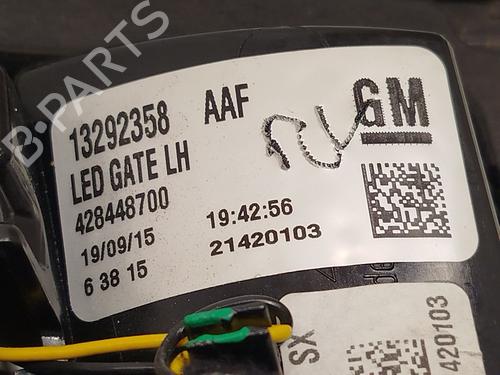 B-PARTS
13292358 AAF
GM
LED GATE LH
428448700
19/09/15 19:42:56
6 38 15 21420103
SX
420103